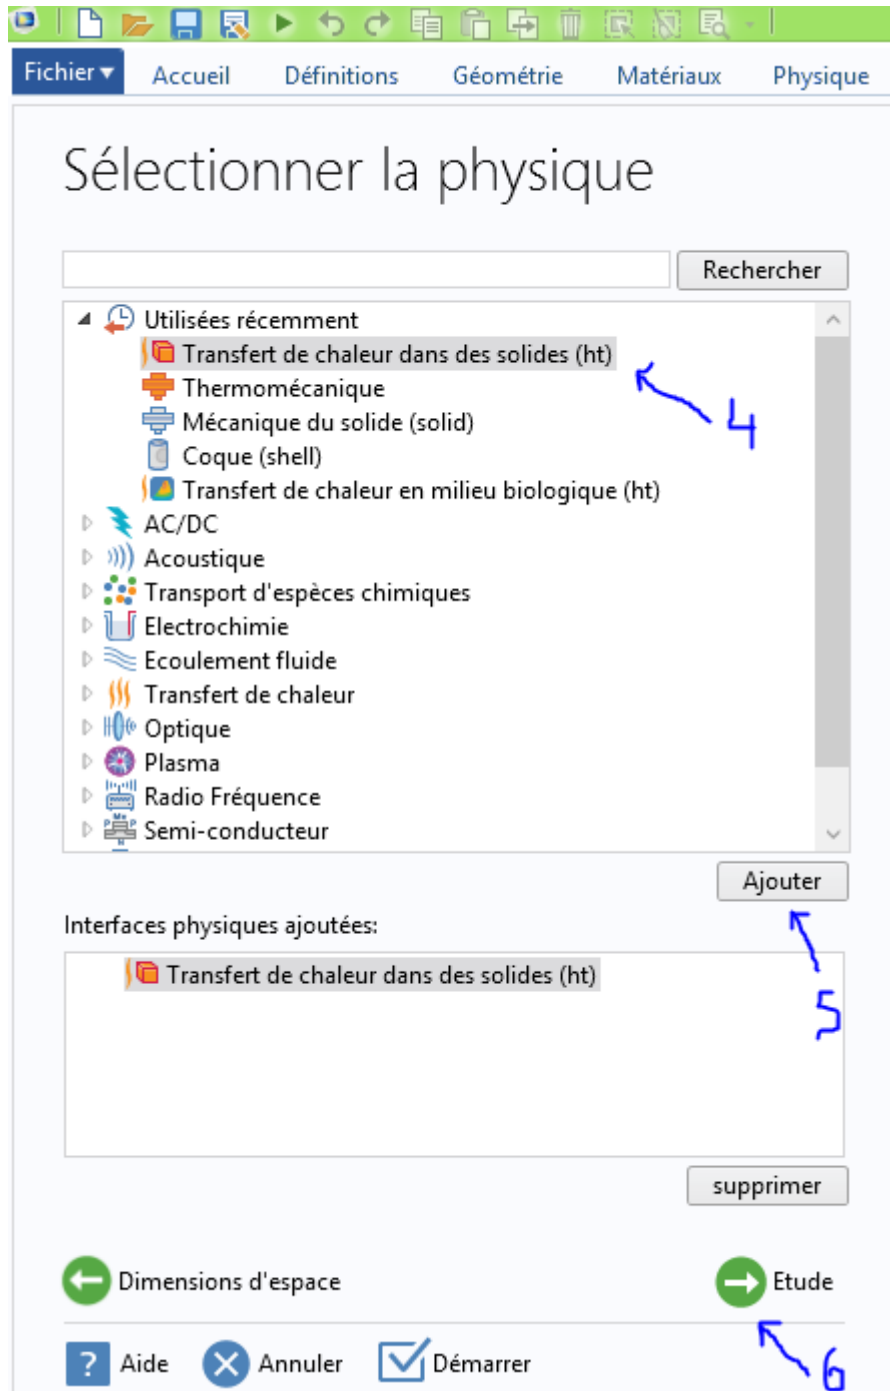 Fichier Accueil Définitions Géométrie Matériaux Physique
Sélectionner la physique
Rechercher
Utilisées récemment
Transfert de chaleur dans des solides (ht)
4
Thermomécanique
Mécanique du solide (solid)
Coque (shell)
Transfert de chaleur en milieu biologique (ht)
AC/DC
Acoustique
Transport d'espèces chimiques
Electrochimie
Ecoulement fluide
Transfert de chaleur
Optique
Plasma
Radio Fréquence
Semi-conducteur
Ajouter
Interfaces physiques ajoutées:
Transfert de chaleur dans des solides (ht)
5
supprimer
Dimensions d'espace Etude
? Aide Annuler Démarrer 6